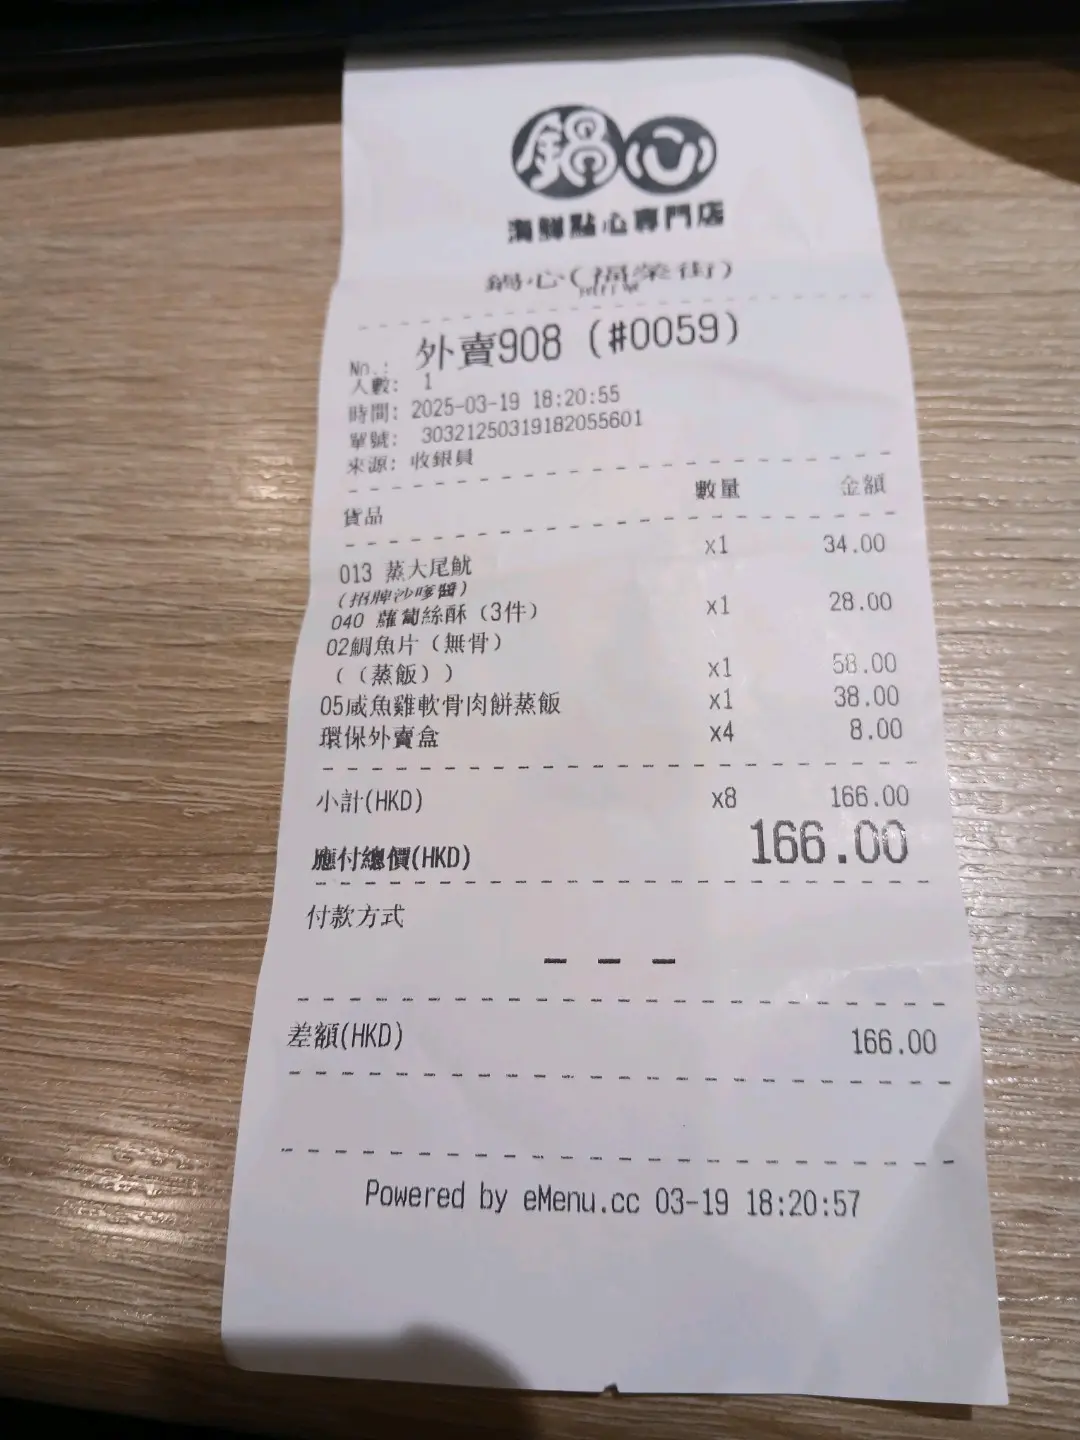 鍋心
海鮮點心專門店
鍋心(福榮街)
No.: 外賣908 (#0059)
人數: 1
時間: 2025-03-19 18:20:55
單號: 30321250319182055601
來源: 收銀員
貨品 數量 金額
013 蒸大尾魷 x1 34.00
(招牌沙嗲醬)
040 蘿蔔絲酥 (3件) x1 28.00
02鯛魚片 (無骨)
((蒸飯)) x1 58.00
05咸魚雞軟骨肉餅蒸飯 x1 38.00
環保外賣盒 x4 8.00
小計(HKD) x8 166.00
應付總價(HKD) 166.00
付款方式
- - -
差額(HKD) 166.00
Powered by eMenu.cc 03-19 18:20:57